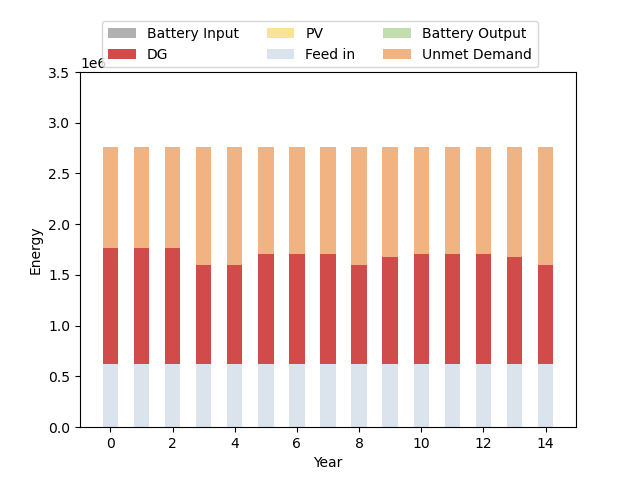 Battery Input PV Battery Output
DG Feed in Unmet Demand
1e6
3.5
3.0
2.5
2.0
1.5
1.0
0.5
0.0
Energy
0 2 4 6 8 10 12 14
Year